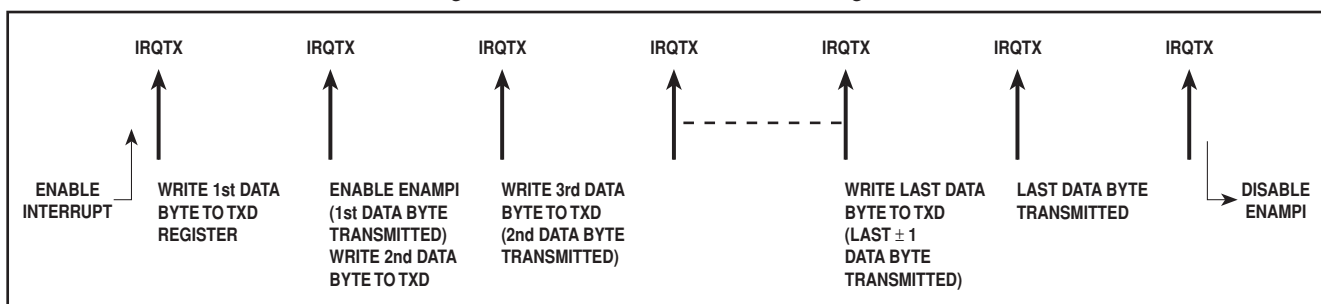 IRQTX IRQTX IRQTX IRQTX IRQTX IRQTX IRQTX
ENABLE
INTERRUPT
WRITE 1st DATA
BYTE TO TXD
REGISTER
ENABLE ENAMPI
(1st DATA BYTE
TRANSMITTED)
WRITE 2nd DATA
BYTE TO TXD
WRITE 3rd DATA
BYTE TO TXD
(2nd DATA BYTE
TRANSMITTED)
WRITE LAST DATA
BYTE TO TXD
(LAST ± 1
DATA BYTE
TRANSMITTED)
LAST DATA BYTE
TRANSMITTED
DISABLE
ENAMPI